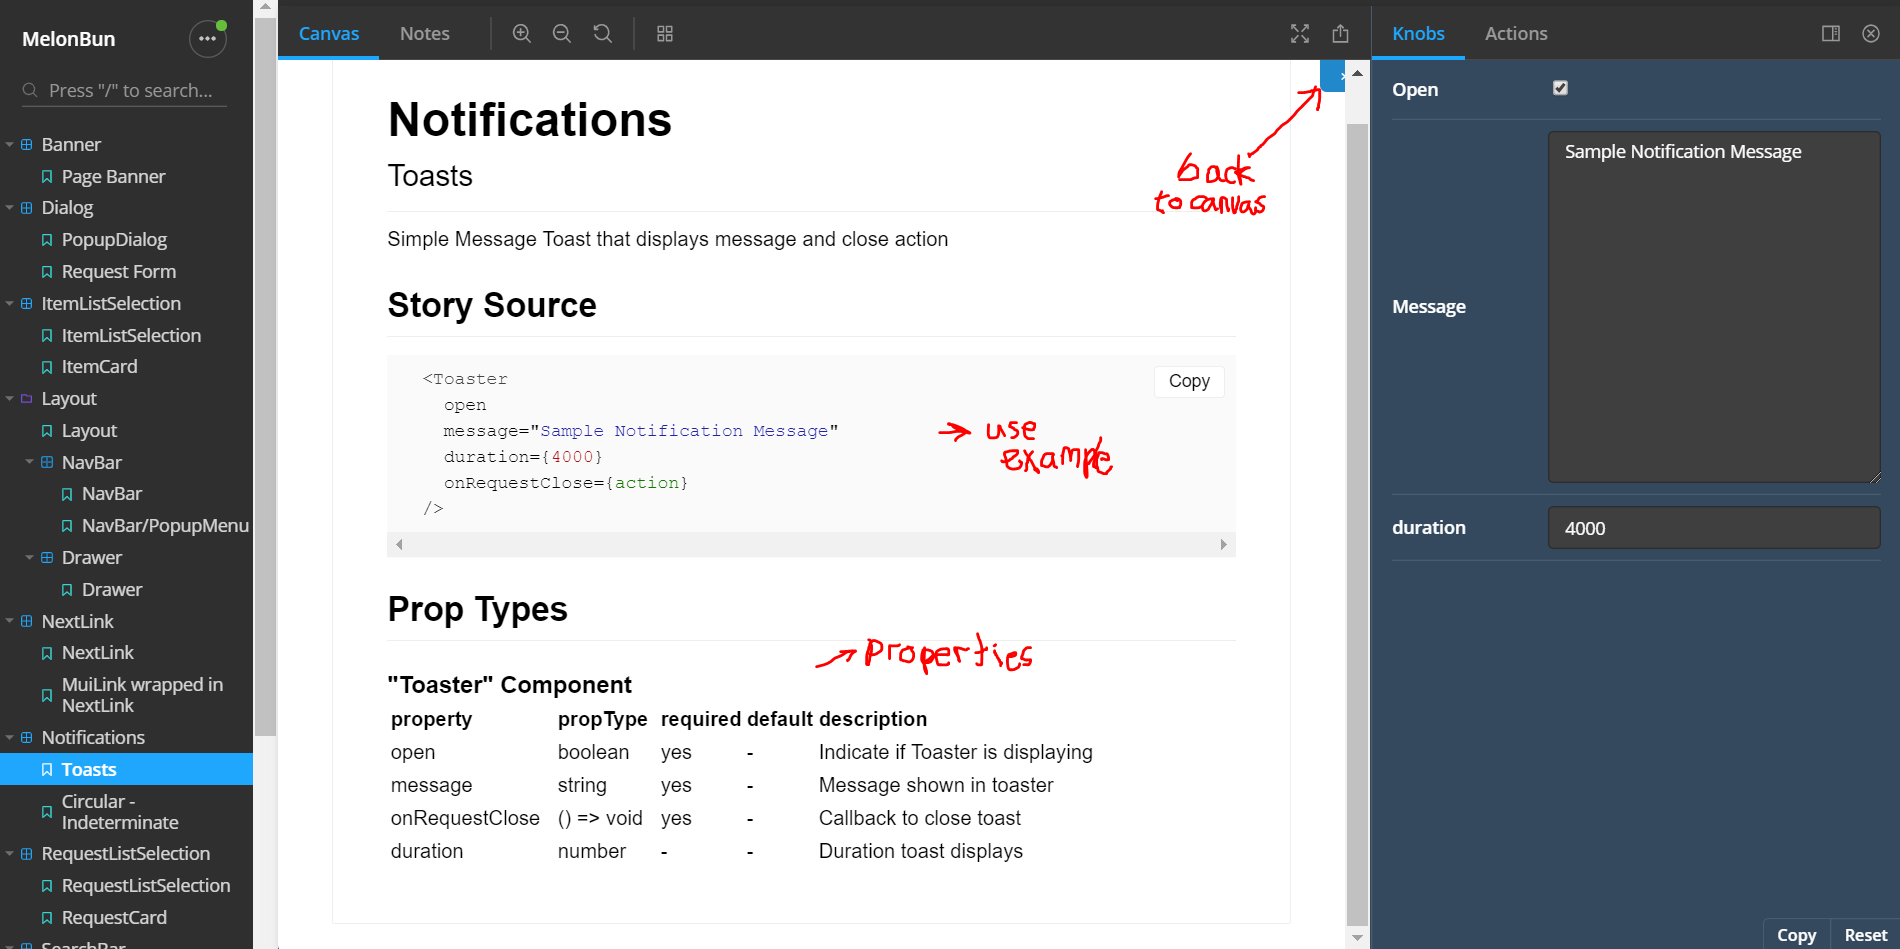 MelonBun
Press "/" to search...
Banner
Page Banner
Dialog
PopupDialog
Request Form
ItemListSelection
ItemListSelection
ItemCard
Layout
Layout
NavBar
NavBar
NavBar/PopupMenu
Drawer
Drawer
NextLink
NextLink
MuiLink wrapped in
NextLink
Notifications
Toasts
Circular -
Indeterminate
RequestListSelection
RequestListSelection
RequestCard
SearchBar
Canvas Notes
Notifications
Toasts
back
to canvas
Simple Message Toast that displays message and close action
Story Source
Copy
<Toaster
open
message="Sample Notification Message"
duration={4000}
onRequestClose={action}
/>
→ use
example
Prop Types
→ properties
"Toaster" Component
property propType required default description
open boolean yes - Indicate if Toaster is displaying
message string yes - Message shown in toaster
onRequestClose () => void yes - Callback to close toast
duration number - - Duration toast displays
Knobs Actions
Open
Message
Sample Notification Message
duration
4000
Copy Reset